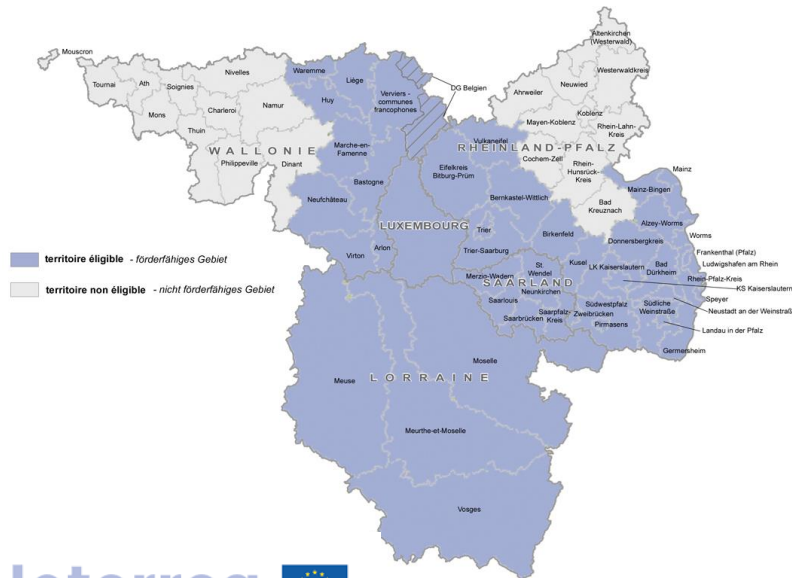 Mouscron
Tournai
Ath
Soignies
Nivelles
Mons
Charleroi
Namur
Thuin
WALLONIE
Philippeville
Dinant
Waremme
Liége
Huy
Verviers -
communes
francophones
DG Belgien
Marche-en-
Famenne
Bastogne
Neufchâteau
Virton
Arlon
LUXEMBOURG
Altenkirchen
(Westerwald)
Westerwaldkreis
Neuwied
Ahrweiler
Koblenz
Mayen-Koblenz
Rhein-Lahn-
Kreis
Vulkaneifel
RHEINLAND-PFALZ
Cochem-Zell
Rhein-
Hunsrück-
Kreis
Eifelkreis
Bitburg-Prüm
Bernkastel-Wittlich
Bad
Kreuznach
Mainz
Mainz-Bingen
Alzey-Worms
Worms
Trier
Trier-Saarburg
Birkenfeld
Donnersbergkreis
Frankenthal (Pfalz)
Ludwigshafen am Rhein
Kusel
LK Kaiserslautern
Bad
Dürkheim
Rhein-Pfalz-Kreis
KS Kaiserslautern
Speyer
Neustadt an der Weinstraße
Landau in der Pfalz
Merzig-Wadern
St.
Wendel
Neunkirchen
SAARLAND
Saarlouis
Saarpfalz-
Kreis
Saarbrücken
Südwestpfalz
Zweibrücken
Pirmasens
Südliche
Weinstraße
Germersheim
territoire éligible - förderfähiges Gebiet
territoire non éligible - nicht förderfähiges Gebiet
Moselle
Meuse
LORRAINE
Meurthe-et-Moselle
Vosges
Interreg